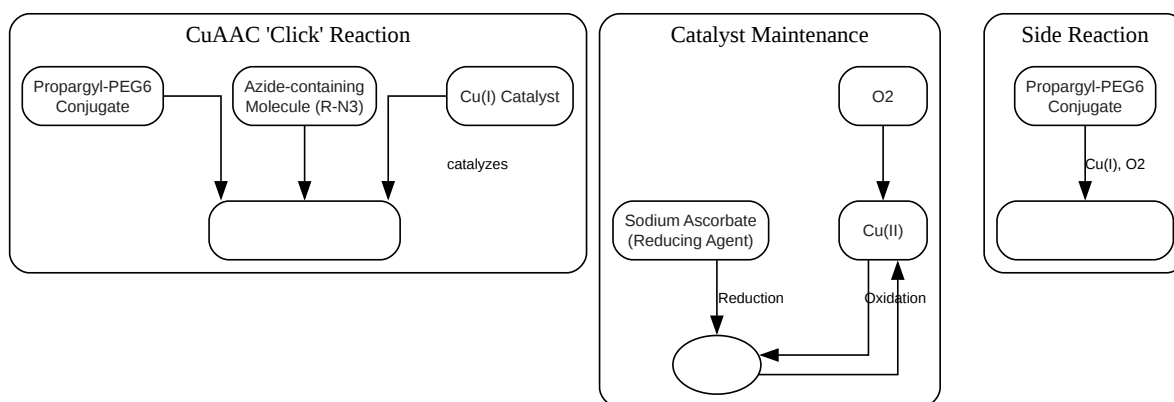 CuAAC 'Click' Reaction
Propargyl-PEG6
Conjugate
Azide-containing
Molecule (R-N3)
Cu(I) Catalyst
catalyzes
Catalyst Maintenance
O2
Sodium Ascorbate
(Reducing Agent)
Cu(II)
Reduction
Oxidation
Side Reaction
Propargyl-PEG6
Conjugate
Cu(I), O2